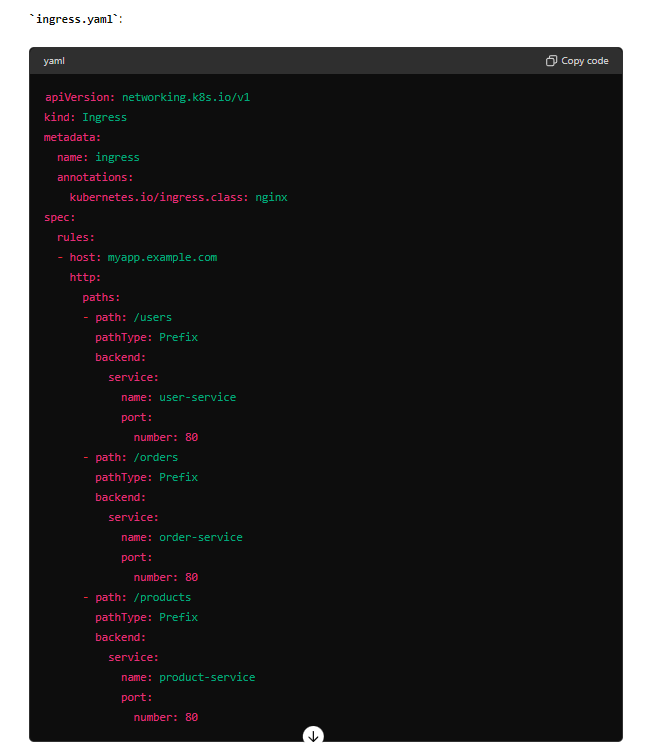 `ingress.yaml`:
yaml
Copy code
apiVersion: networking.k8s.io/v1
kind: Ingress
metadata:
  name: ingress
  annotations:
    kubernetes.io/ingress.class: nginx
spec:
  rules:
  - host: myapp.example.com
    http:
      paths:
      - path: /users
        pathType: Prefix
        backend:
          service:
            name: user-service
            port:
              number: 80
      - path: /orders
        pathType: Prefix
        backend:
          service:
            name: order-service
            port:
              number: 80
      - path: /products
        pathType: Prefix
        backend:
          service:
            name: product-service
            port:
              number: 80